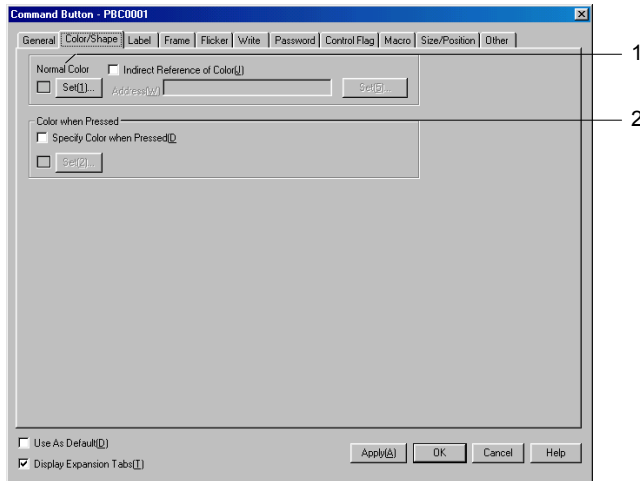 Command Button - PBC0001
General Color/Shape Label Frame Flicker Write Password Control Flag Macro Size/Position Other
1
Normal Color Indirect Reference of Color(J)
Set(1)... Address(W) Set(5)...
2
Color when Pressed
Specify Color when Pressed(D
Set(2)...
Use As Default(D)
Display Expansion Tabs(T)
Apply(A) OK Cancel Help